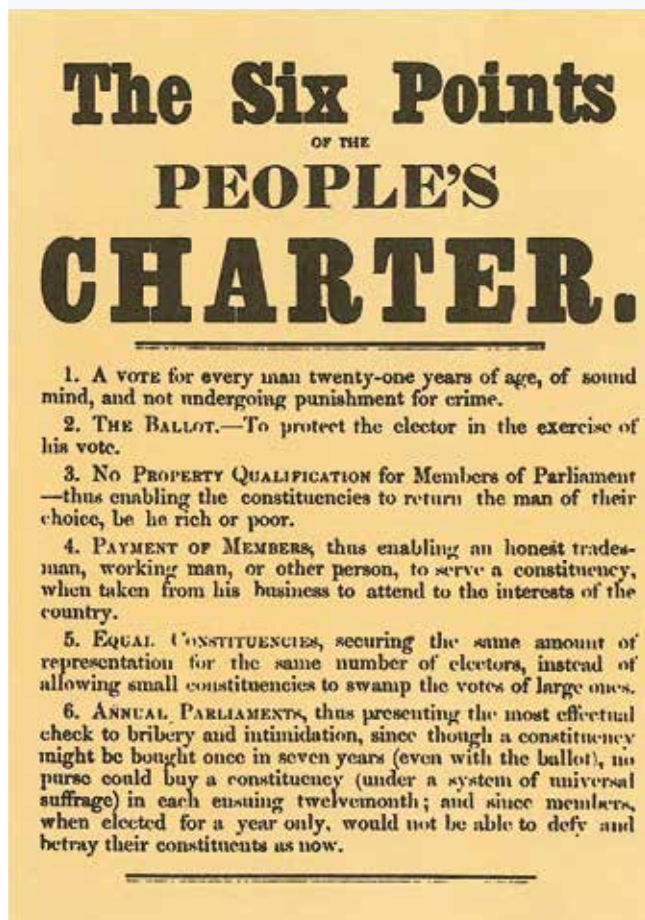 The Six Points
OF THE
PEOPLE'S
CHARTER.
1. A VOTE for every man twenty-one years of age, of sound
mind, and not undergoing punishment for crime.
2. THE BALLOT.—To protect the elector in the exercise of
his vote.
3. NO PROPERTY QUALIFICATION for Members of Parliament
—thus enabling the constituencies to return the man of their
choice, be he rich or poor.
4. PAYMENT OF MEMBERS, thus enabling an honest trades-
man, working man, or other person, to serve a constituency,
when taken from his business to attend to the interests of the
country.
5. EQUAL CONSTITUENCIES, securing the same amount of
representation for the same number of electors, instead of
allowing small constituencies to swamp the votes of large ones.
6. ANNUAL PARLIAMENTS, thus presenting the most effectual
check to bribery and intimidation, since though a constituency
might be bought once in seven years (even with the ballot), no
purse could buy a constituency (under a system of universal
suffrage) in each ensuing twelvemonth; and since members,
when elected for a year only, would not be able to defy and
betray their constituents as now.